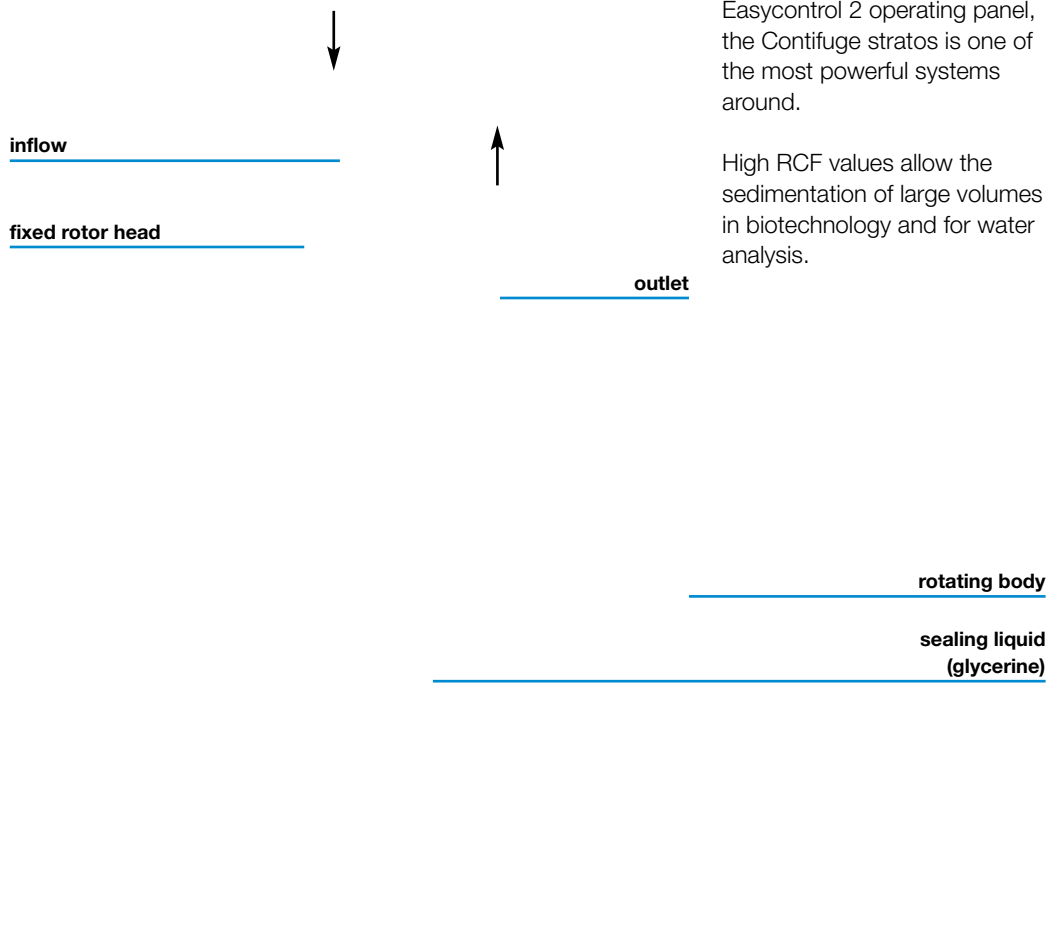 Easycontrol 2 operating panel,
the Contifuge stratos is one of
the most powerful systems
around.
High RCF values allow the
sedimentation of large volumes
in biotechnology and for water
analysis.
inflow
fixed rotor head
outlet
rotating body
sealing liquid
(glycerine)